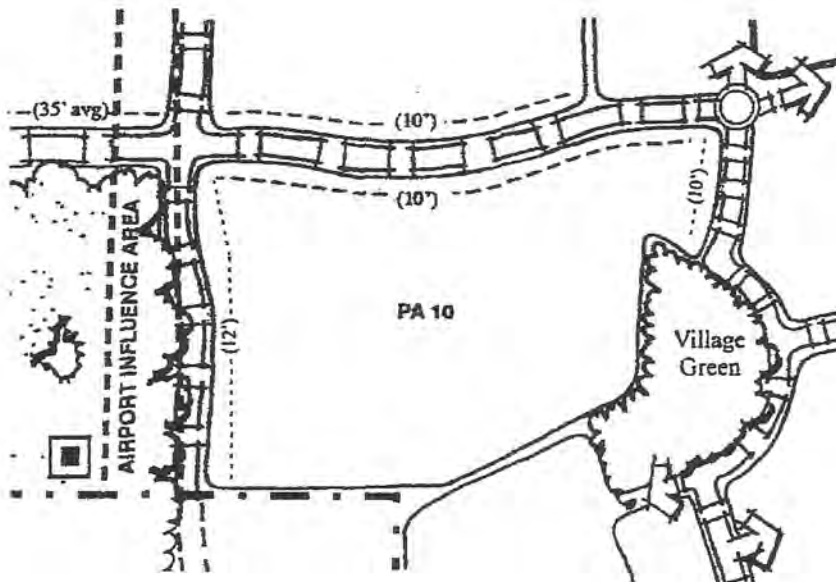 (35' avg)
(10')
(10')
(10')
AIRPORT INFLUENCE AREA
(12')
PA 10
Village
Green